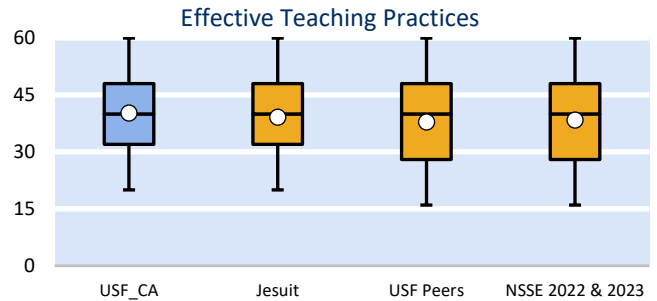 Effective Teaching Practices
60
45
30
15
0
USF_CA Jesuit USF Peers NSSE 2022 & 2023